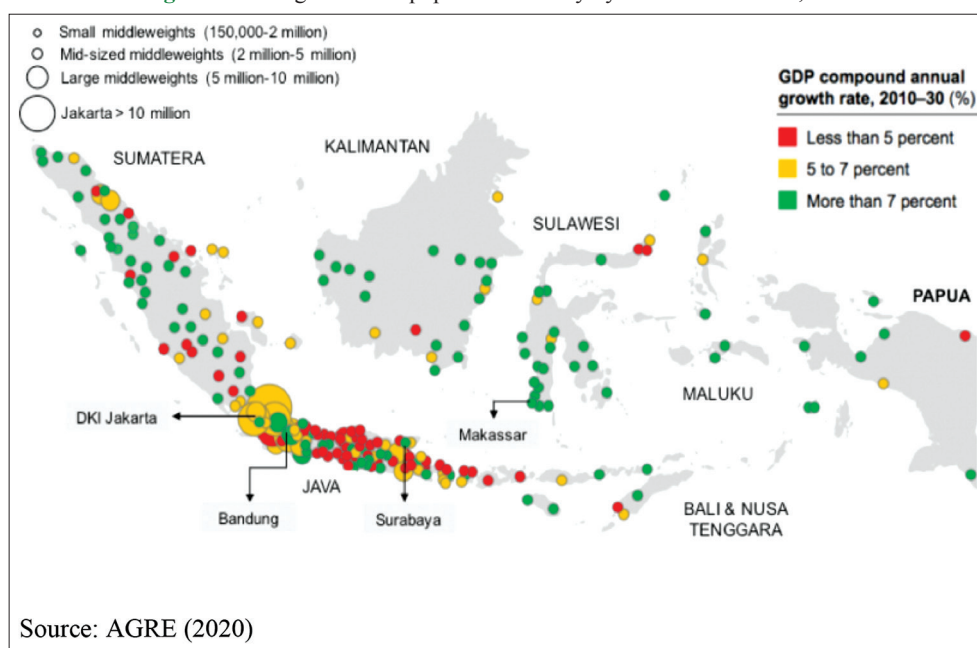 Small middleweights (150,000-2 million)
Mid-sized middleweights (2 million-5 million)
Large middleweights (5 million-10 million)
Jakarta > 10 million
GDP compound annual
growth rate, 2010–30 (%)
Less than 5 percent
5 to 7 percent
More than 7 percent
SUMATERA
KALIMANTAN
SULAWESI
PAPUA
MALUKU
DKI Jakarta
Makassar
JAVA
Bandung
Surabaya
BALI & NUSA
TENGGARA
Source: AGRE (2020)